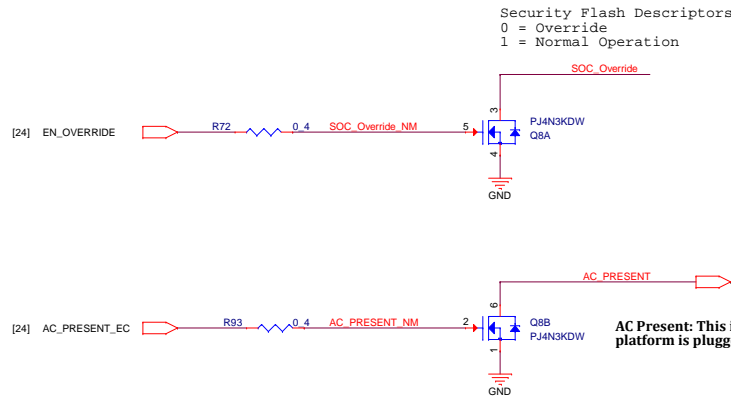 Security Flash Descriptors
0 = Override
1 = Normal Operation
SOC_Override
[24] EN_OVERRIDE
R72
0_4
SOC_Override_NM
5
3
4
PJ4N3KDW
Q8A
GND
AC_PRESENT
[24] AC_PRESENT_EC
R93
0_4
AC_PRESENT_NM
2
6
1
Q8B
PJ4N3KDW
AC Present: This i
platform is plugg
GND